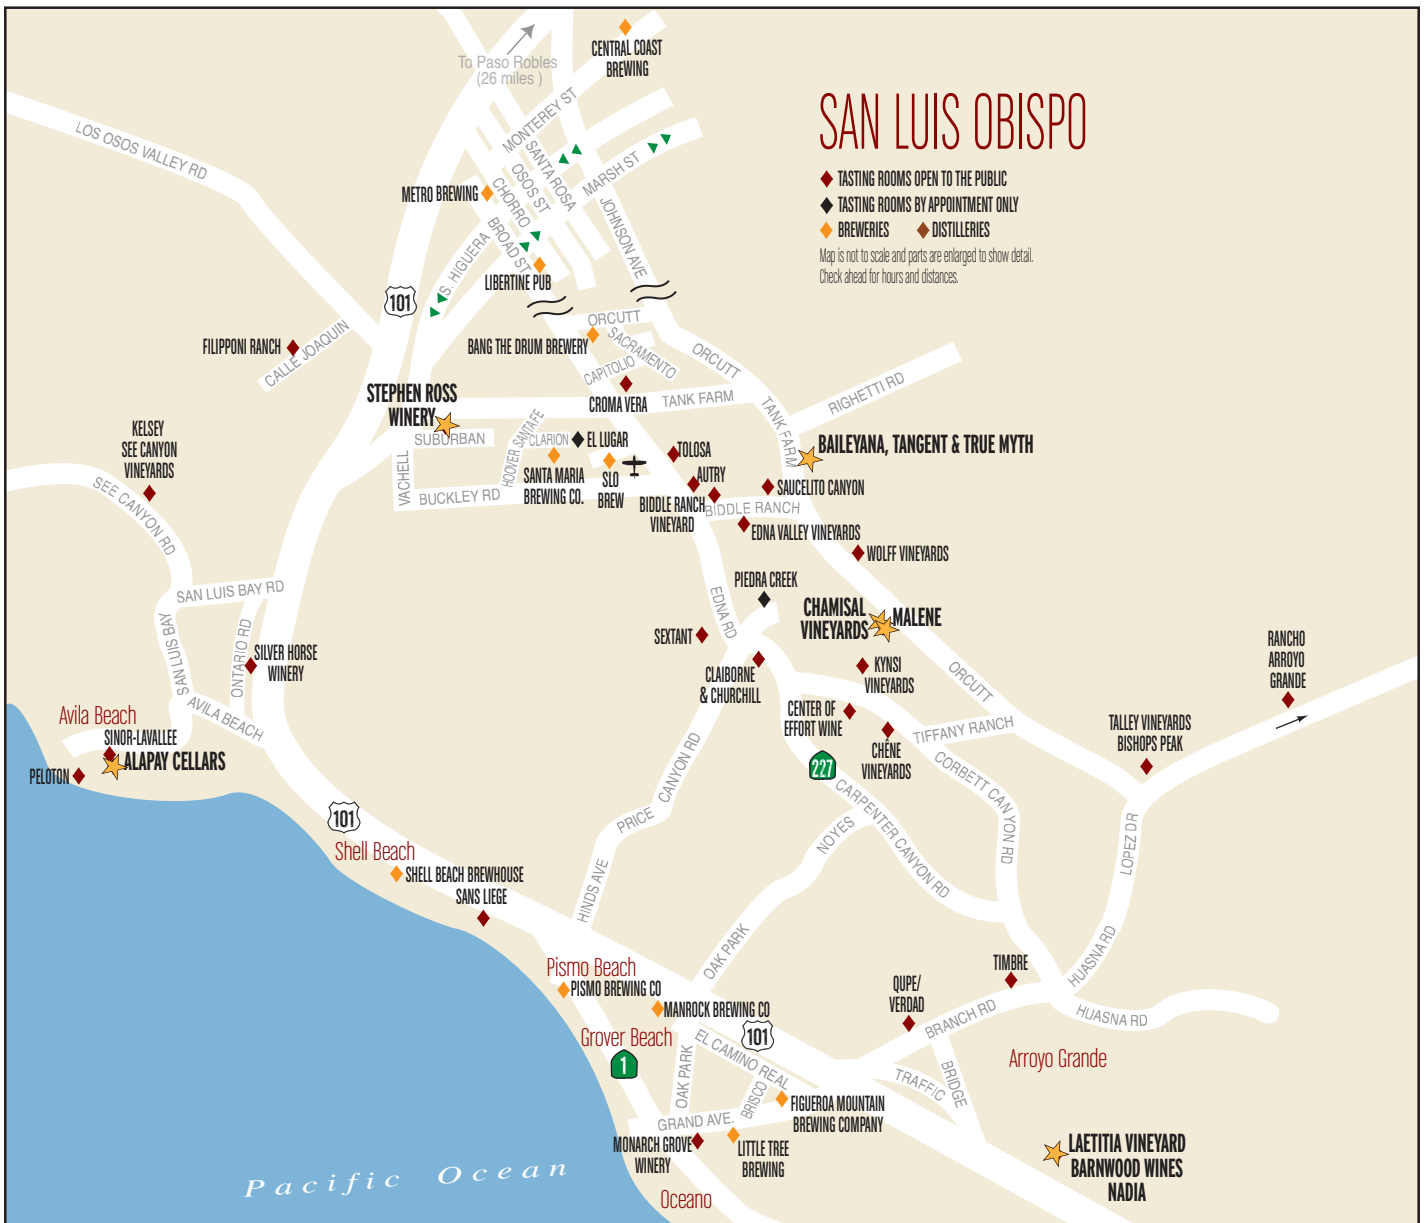 To Paso Robles
(26 miles )
CENTRAL COAST
BREWING
SAN LUIS OBISPO
TASTING ROOMS OPEN TO THE PUBLIC
TASTING ROOMS BY APPOINTMENT ONLY
BREWERIES
DISTILLERIES
Map is not to scale and parts are enlarged to show detail.
Check ahead for hours and distances.
LOS OSOS VALLEY RD
MONTEREY ST
SANTA ROSA
OSOS ST
CHORRO
BROAD ST
MARSH ST
JOHNSON AVE
S. HIGUERA
METRO BREWING
LIBERTINE PUB
101
ORCUTT
BANG THE DRUM BREWERY
SACRAMENTO
CAPITOLIO
ORCUTT
FILIPPONI RANCH
CALLE JOAQUIN
STEPHEN ROSS
WINERY
CROMA VERA
TANK FARM
TANK FARM
RIGHETTI RD
SUBURBAN
HOOVER
SANTA FE
CLARION
EL LUGAR
VACHELL
BUCKLEY RD
SANTA MARIA
BREWING CO.
SLO
BREW
TOLOSA
AUTRY
BIDDLE RANCH
VINEYARD
BIDDLE RANCH
BAILEYANA, TANGENT & TRUE MYTH
SAUCELITO CANYON
EDNA VALLEY VINEYARDS
WOLFF VINEYARDS
KELSEY
SEE CANYON
VINEYARDS
SEE CANYON RD
SAN LUIS BAY RD
SAN LUIS BAY
ONTARIO RD
SILVER HORSE
WINERY
AVILA BEACH
Avila Beach
SINOR-LAVALLEE
ALAPAY CELLARS
PELOTON
EDNA RD
PIEDRA CREEK
SEXTANT
CLAIBORNE
& CHURCHILL
CHAMISAL
VINEYARDS
MALENE
KYNSI
VINEYARDS
CENTER OF
EFFORT WINE
CHÊNE
VINEYARDS
227
ORCUTT
TIFFANY RANCH
CORBETT CANYON RD
CARPENTER CANYON RD
NOYES
PRICE CANYON RD
HINDS AVE
OAK PARK
RANCHO
ARROYO
GRANDE
TALLEY VINEYARDS
BISHOPS PEAK
LOPEZ DR
HUASNA RD
HUASNA RD
101
Shell Beach
SHELL BEACH BREWHOUSE
SANS LIEGE
Pismo Beach
PISMO BREWING CO
MANROCK BREWING CO
Grover Beach
1
101
EL CAMINO REAL
OAK PARK
BRISCO
GRAND AVE.
MONARCH GROVE
WINERY
LITTLE TREE
BREWING
FIGUEROA MOUNTAIN
BREWING COMPANY
TIMBRE
QUPE/
VERDAD
BRANCH RD
TRAFFIC
BRIDGE
Arroyo Grande
LAETITIA VINEYARD
BARNWOOD WINES
NADIA
Oceano
Pacific Ocean